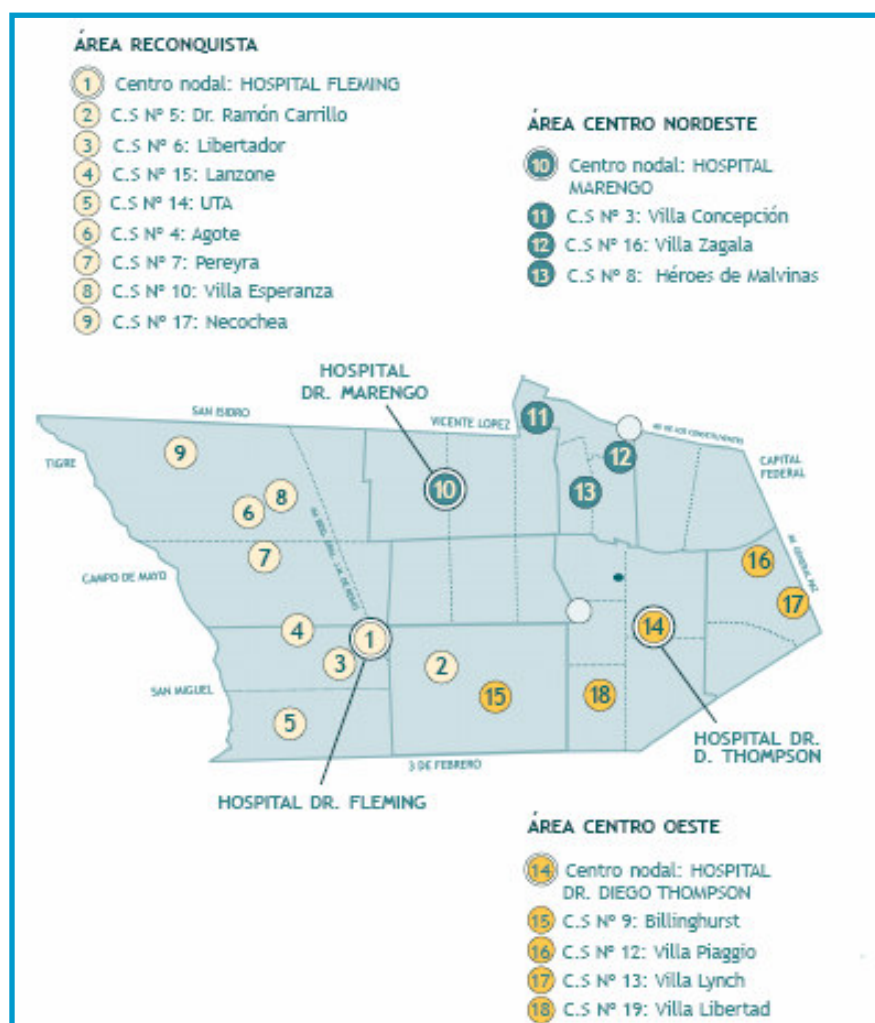 ÁREA RECONQUISTA
1 Centro nodal: HOSPITAL FLEMING
2 C.S Nº 5: Dr. Ramón Carrillo
3 C.S Nº 6: Libertador
4 C.S Nº 15: Lanzone
5 C.S Nº 14: UTA
6 C.S Nº 4: Agote
7 C.S Nº 7: Pereyra
8 C.S Nº 10: Villa Esperanza
9 C.S Nº 17: Necochea
ÁREA CENTRO NORDESTE
10 Centro nodal: HOSPITAL
MARENGO
11 C.S Nº 3: Villa Concepción
12 C.S Nº 16: Villa Zagala
13 C.S Nº 8: Héroes de Malvinas
HOSPITAL
DR. MARENGO
SAN ISIDRO
VICENTE LOPEZ
11
AV DE LOS CONSTITUYENTES
TIGRE
9
12
CAPITAL
FEDERAL
10
13
8
6
7
16
AV. GENERAL PAZ
CAMPO DE MAYO
17
4
1
14
3
2
SAN MIGUEL
15
18
5
3 DE FEBRERO
HOSPITAL DR.
D. THOMPSON
HOSPITAL DR. FLEMING
ÁREA CENTRO OESTE
14 Centro nodal: HOSPITAL
DR. DIEGO THOMPSON
15 C.S Nº 9: Billinghurst
16 C.S Nº 12: Villa Piaggio
17 C.S Nº 13: Villa Lynch
18 C.S Nº 19: Villa Libertad